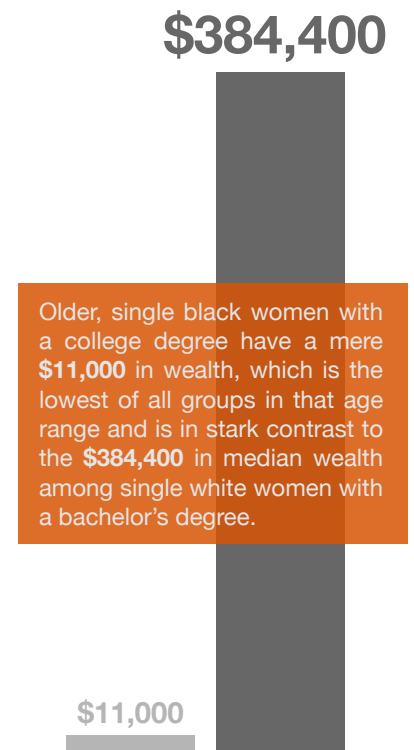 $384,400
Older, single black women with
a college degree have a mere
$11,000 in wealth, which is the
lowest of all groups in that age
range and is in stark contrast to
the $384,400 in median wealth
among single white women with
a bachelor’s degree.
$11,000